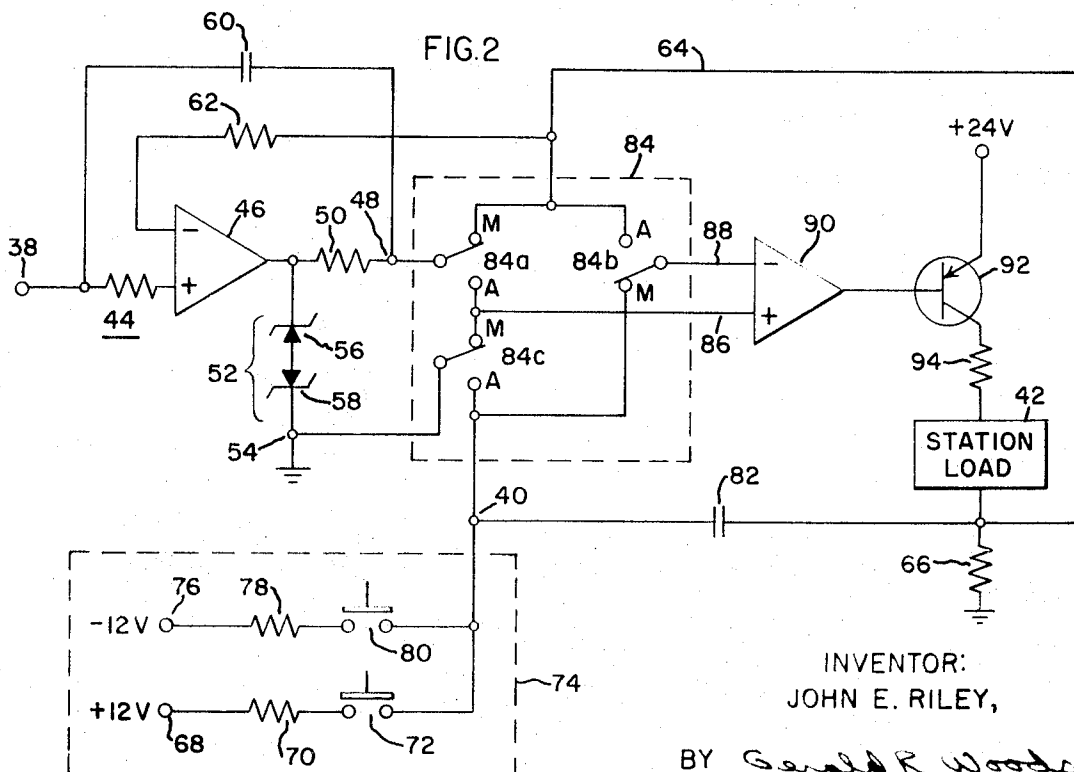 FIG.2
60
64
62
+24V
84
46
50
48
M
A
88
90
38
84a
84b
92
-
-
+
A
M
+
44
M
86
56
84c
94
52
A
42
58
STATION
LOAD
54
82
40
66
76
78
-12V
80
INVENTOR:
74
JOHN E. RILEY,
+12V
68
70
72
BY Gerald R Woods